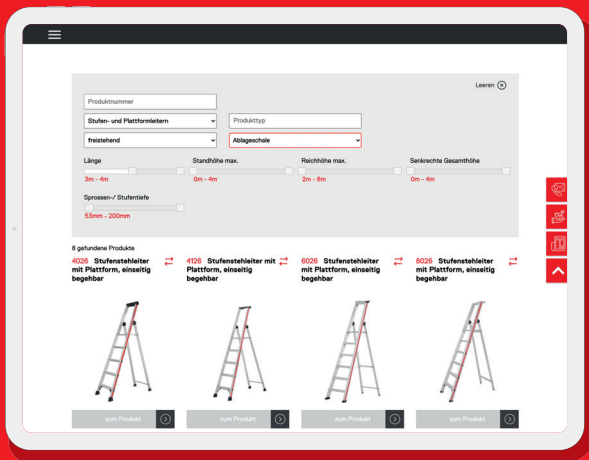 Leeren
Produktnummer
Stufen- und Plattformleitern
Produkttyp
freistehend
Ablageschale
Länge
Standhöhe max.
Reichhöhe max.
Senkrechte Gesamthöhe
3m - 4m
0m - 4m
2m - 6m
0m - 4m
Sprossen-/ Stufentiefe
53mm - 200mm
8 gefundene Produkte
4026 Stufenstehleiter
mit Plattform, einseitig
begehbar
4126 Stufenstehleiter mit
Plattform, einseitig
begehbar
6026 Stufenstehleiter
mit Plattform, einseitig
begehbar
8026 Stufenstehleiter
mit Plattform, einseitig
begehbar
zum Produkt
zum Produkt
zum Produkt
zum Produkt